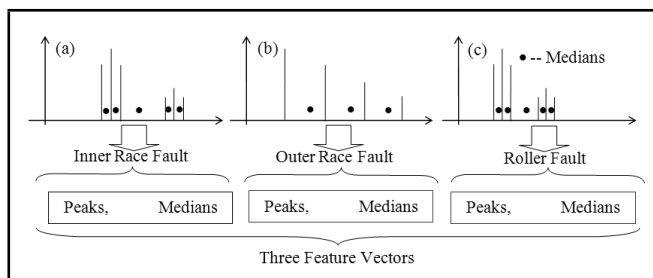 (a) (b) (c) ● -- Medians
Inner Race Fault Outer Race Fault Roller Fault
Peaks, Medians Peaks, Medians Peaks, Medians
Three Feature Vectors